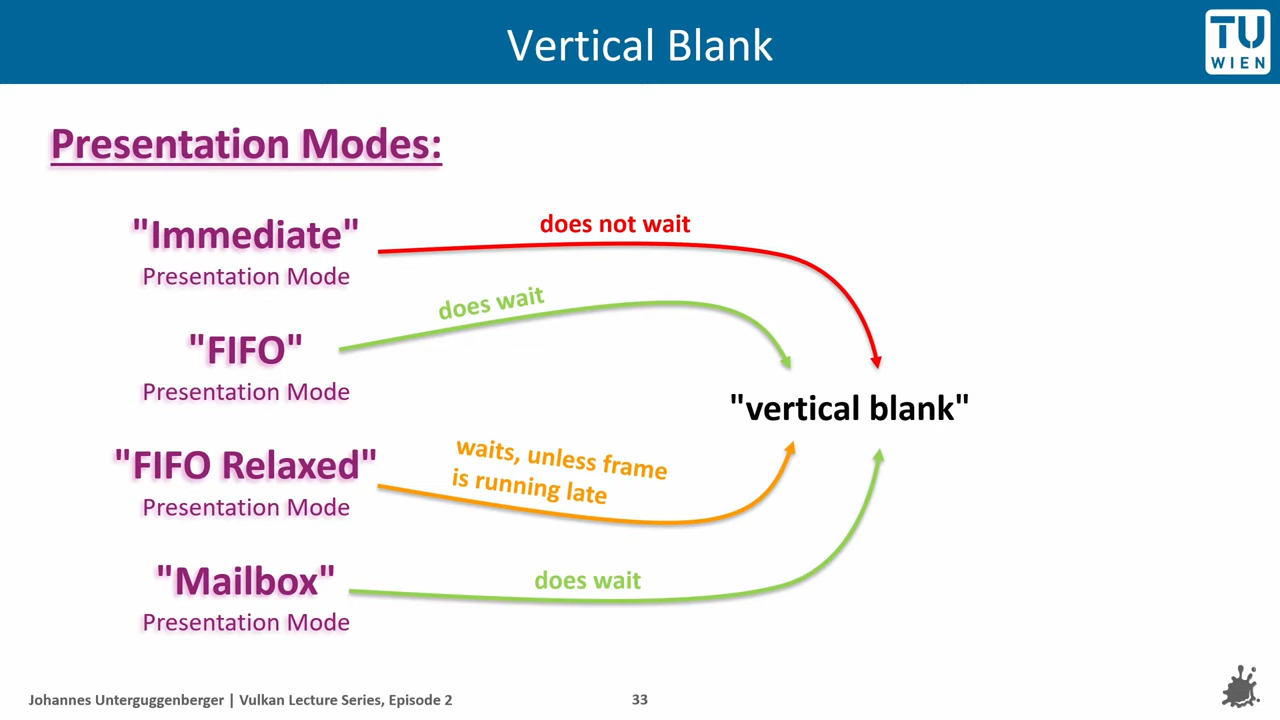 Vertical Blank
TU
WIEN
Presentation Modes:
"Immediate"
Presentation Mode
does not wait
"FIFO"
Presentation Mode
does wait
"vertical blank"
"FIFO Relaxed"
Presentation Mode
waits, unless frame
is running late
"Mailbox"
Presentation Mode
does wait
Johannes Unterguggenberger | Vulkan Lecture Series, Episode 2
33